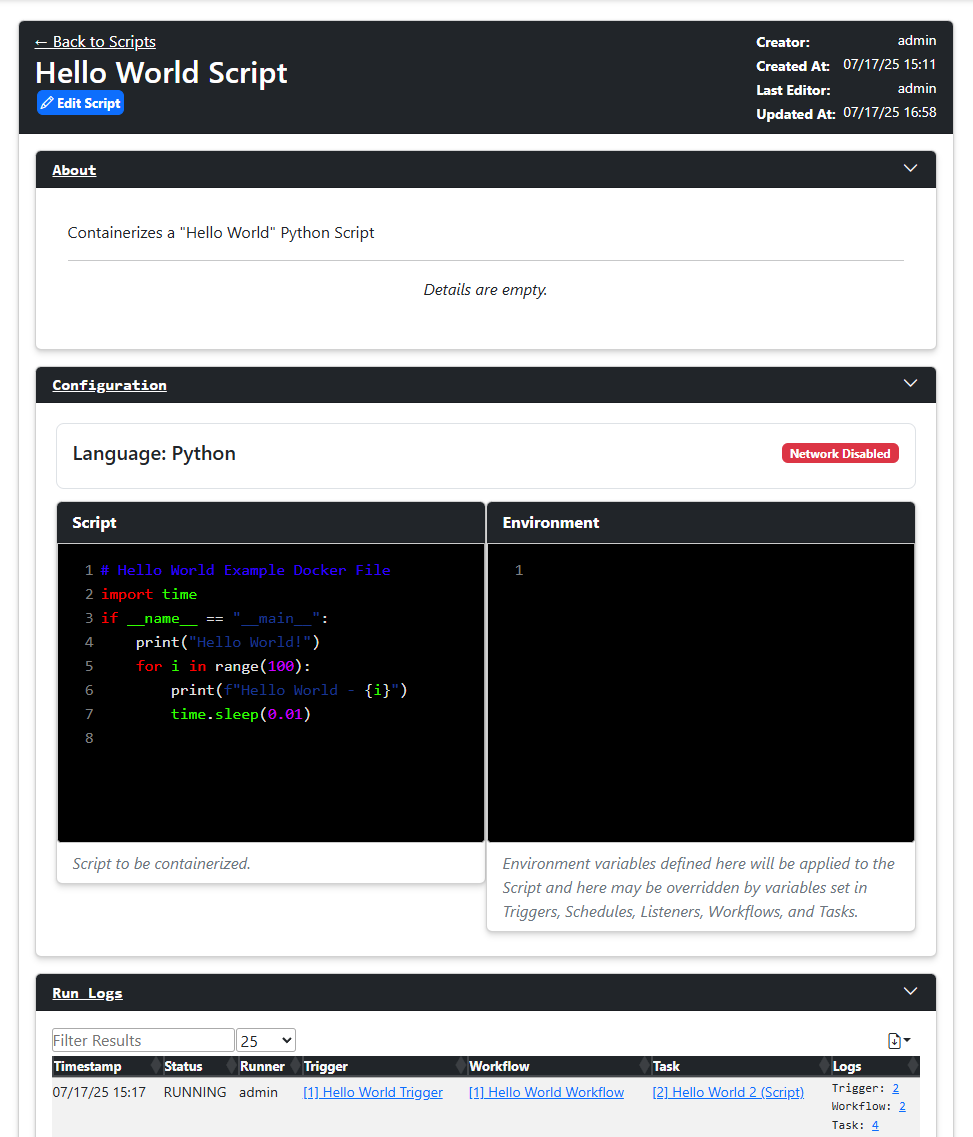 ← Back to Scripts
Hello World Script
Edit Script
Creator: admin
Created At: 07/17/25 15:11
Last Editor: admin
Updated At: 07/17/25 16:58
About
Containerizes a "Hello World" Python Script
Details are empty.
Configuration
Language: Python
Network Disabled
Script
1 # Hello World Example Docker File
2 import time
3 if __name__ == "__main__":
4     print("Hello World!")
5     for i in range(100):
6         print(f"Hello World - {i}")
7         time.sleep(0.01)
8
Script to be containerized.
Environment
1
Environment variables defined here will be applied to the
Script and here may be overridden by variables set in
Triggers, Schedules, Listeners, Workflows, and Tasks.
Run Logs
Filter Results 25
Timestamp Status Runner Trigger Workflow Task Logs
07/17/25 15:17 RUNNING admin [1] Hello World Trigger [1] Hello World Workflow [2] Hello World 2 (Script) Trigger: 2
Workflow: 2
Task: 4